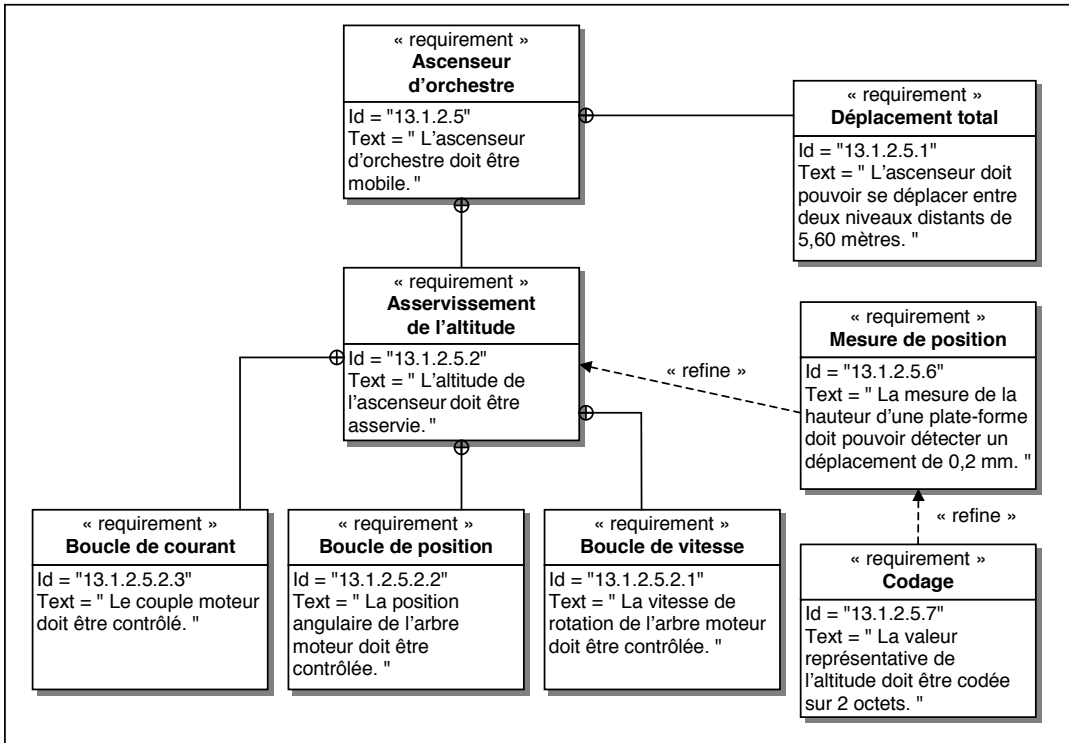 « requirement »
Ascenseur
d'orchestre
Id = "13.1.2.5"
Text = " L'ascenseur
d'orchestre doit être
mobile. "
« requirement »
Déplacement total
Id = "13.1.2.5.1"
Text = " L'ascenseur doit
pouvoir se déplacer entre
deux niveaux distants de
5,60 mètres. "
« requirement »
Asservissement
de l'altitude
Id = "13.1.2.5.2"
Text = " L'altitude de
l'ascenseur doit être
asservie. "
« refine »
« requirement »
Mesure de position
Id = "13.1.2.5.6"
Text = " La mesure de la
hauteur d'une plate-forme
doit pouvoir détecter un
déplacement de 0,2 mm. "
« refine »
« requirement »
Boucle de courant
Id = "13.1.2.5.2.3"
Text = " Le couple moteur
doit être contrôlé. "
« requirement »
Boucle de position
Id = "13.1.2.5.2.2"
Text = " La position
angulaire de l'arbre
moteur doit être
contrôlée. "
« requirement »
Boucle de vitesse
Id = "13.1.2.5.2.1"
Text = " La vitesse de
rotation de l'arbre moteur
doit être contrôlée. "
« requirement »
Codage
Id = "13.1.2.5.7"
Text = " La valeur
représentative de
l'altitude doit être codée
sur 2 octets. "